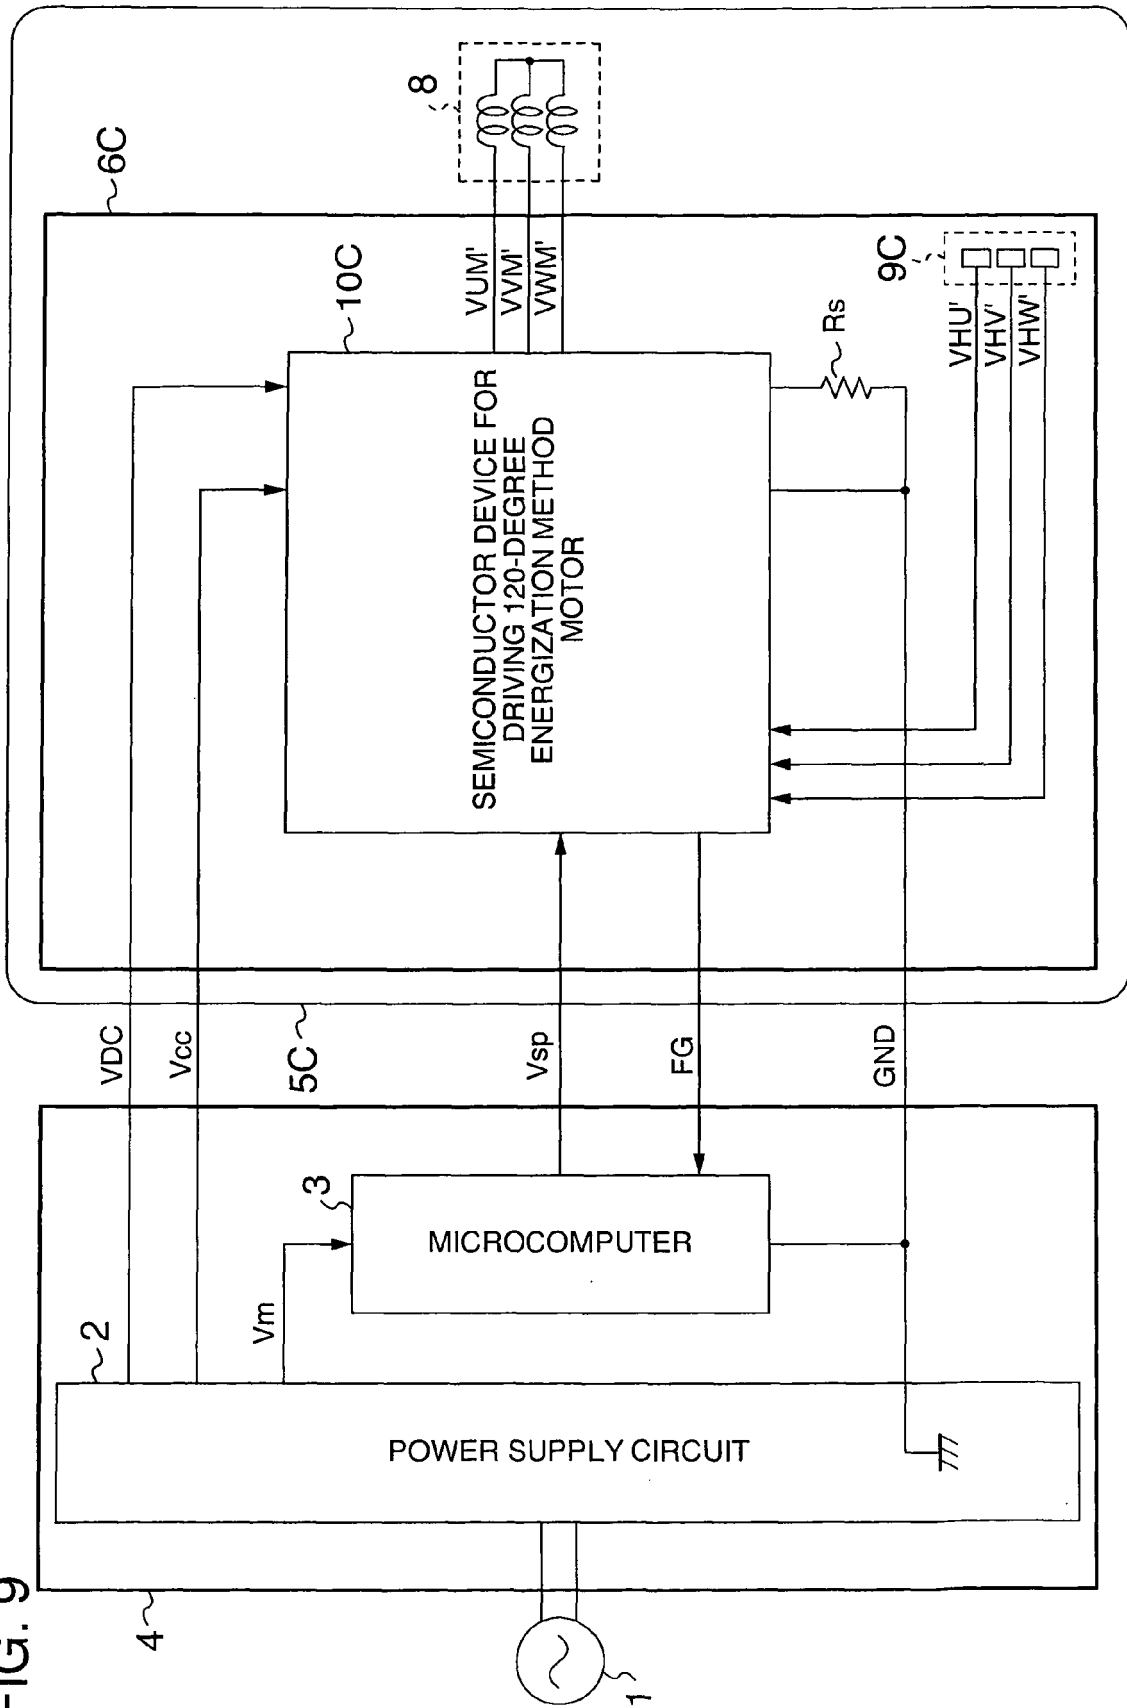 FIG. 9
4
2
POWER SUPPLY CIRCUIT
1
Vm
3
MICROCOMPUTER
VDC
Vcc
5C
Vsp
FG
GND
6C
10C
SEMICONDUCTOR DEVICE FOR
DRIVING 120-DEGREE
ENERGIZATION METHOD
MOTOR
VUM'
VVM'
VWM'
8
Rs
9C
VHU'
VHV'
VHW'